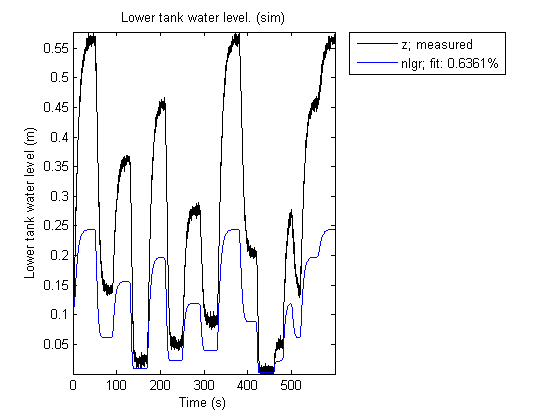 Lower tank water level. (sim)
z; measured
nlgr; fit: 0.6361%
Lower tank water level (m)
0.55
0.5
0.45
0.4
0.35
0.3
0.25
0.2
0.15
0.1
0.05
0 100 200 300 400 500
Time (s)